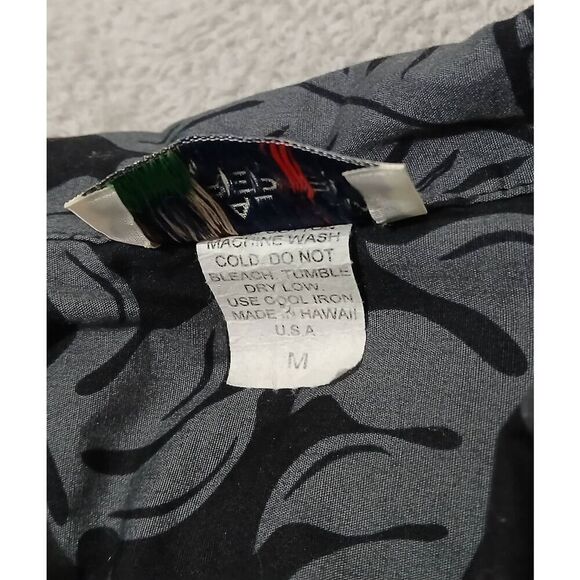 MACHINE WASH
COLD. DO NOT
BLEACH. TUMBLE
DRY LOW.
USE COOL IRON
MADE IN HAWAII
U.S.A
M